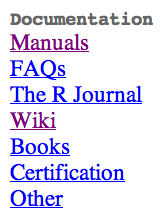 Documentation
Manuals
FAQs
The R Journal
Wiki
Books
Certification
Other